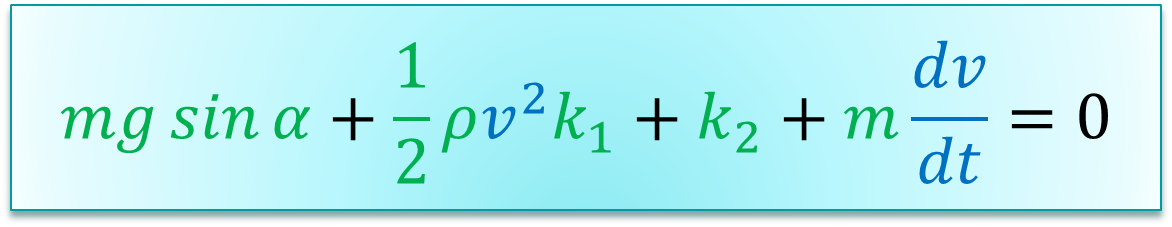 mg sin α + 1/2 ρv²k₁ + k₂ + m dv/dt = 0